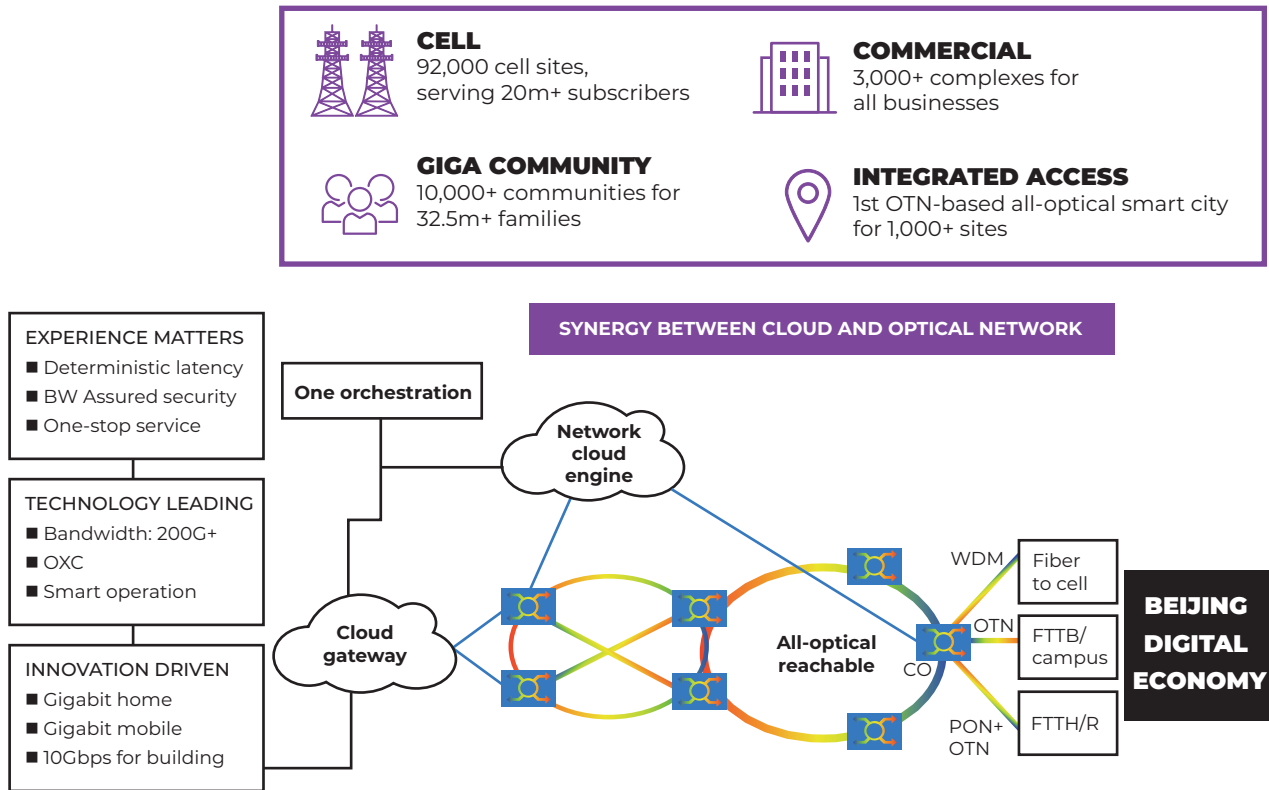 CELL
92,000 cell sites,
serving 20m+ subscribers
COMMERCIAL
3,000+ complexes for
all businesses
GIGA COMMUNITY
10,000+ communities for
32.5m+ families
INTEGRATED ACCESS
1st OTN-based all-optical smart city
for 1,000+ sites
SYNERGY BETWEEN CLOUD AND OPTICAL NETWORK
EXPERIENCE MATTERS
■ Deterministic latency
■ BW Assured security
■ One-stop service
TECHNOLOGY LEADING
■ Bandwidth: 200G+
■ OXC
■ Smart operation
INNOVATION DRIVEN
■ Gigabit home
■ Gigabit mobile
■ 10Gbps for building
One orchestration
Network
cloud
engine
Cloud
gateway
All-optical
reachable
CO
WDM
Fiber
to cell
OTN
FTTB/
campus
PON+
OTN
FTTH/R
BEIJING
DIGITAL
ECONOMY